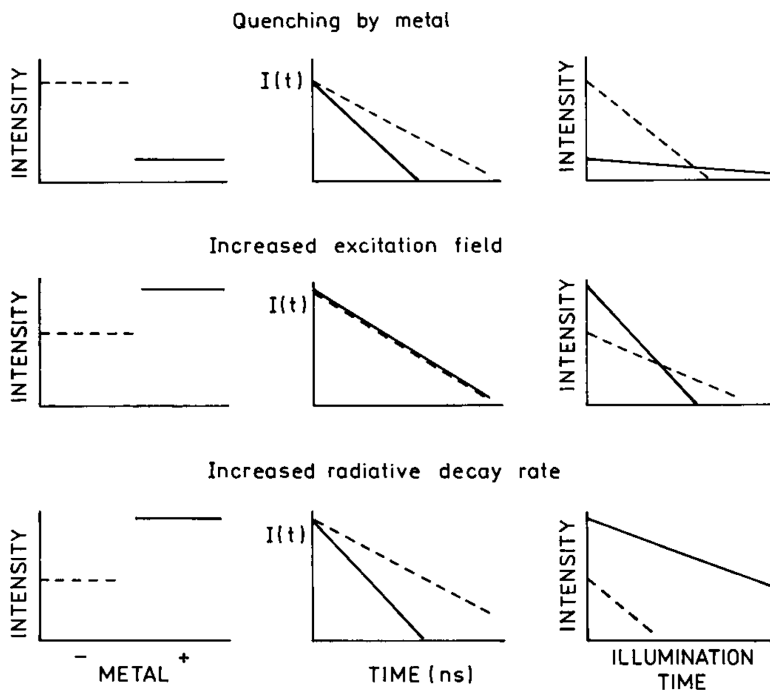 Quenching by metal
INTENSITY
I(t)
INTENSITY
Increased excitation field
INTENSITY
I(t)
INTENSITY
Increased radiative decay rate
INTENSITY
I(t)
INTENSITY
- +
METAL
TIME (ns)
ILLUMINATION
TIME